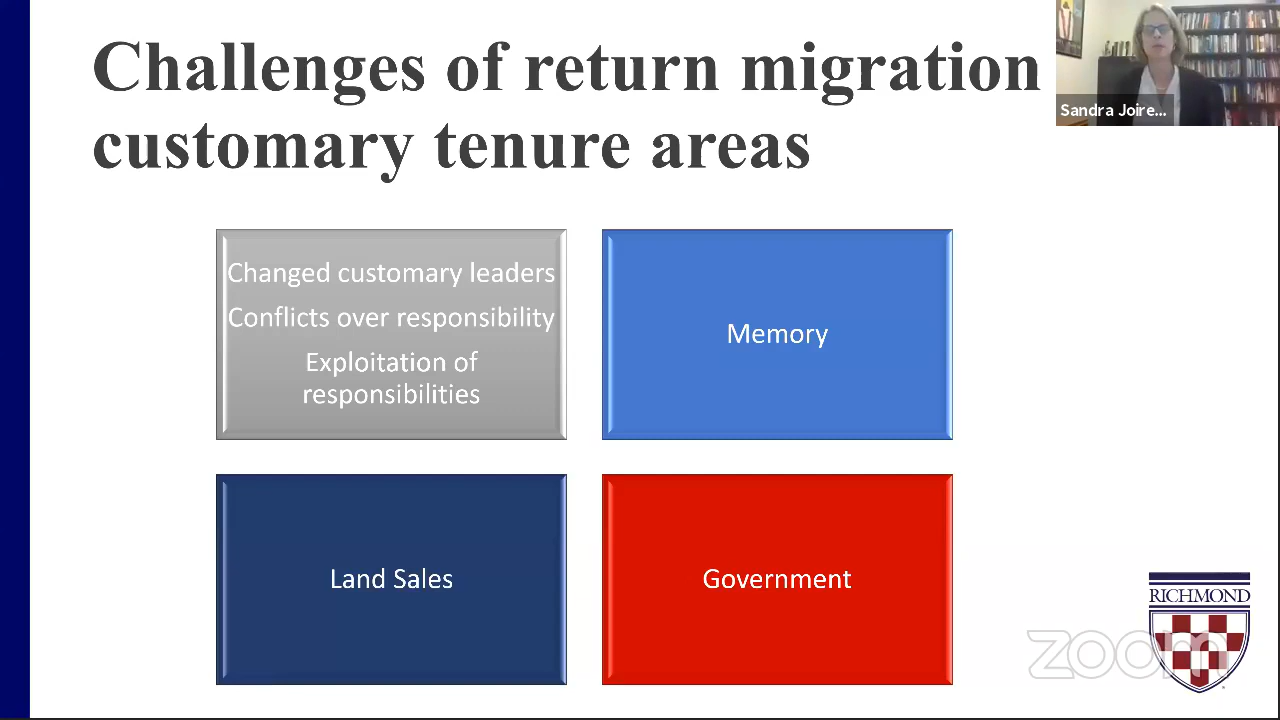 Challenges of return migration
customary tenure areas
Sandra Joire...
Changed customary leaders
Conflicts over responsibility
Exploitation of
responsibilities
Memory
Land Sales
Government
RICHMOND
zoom